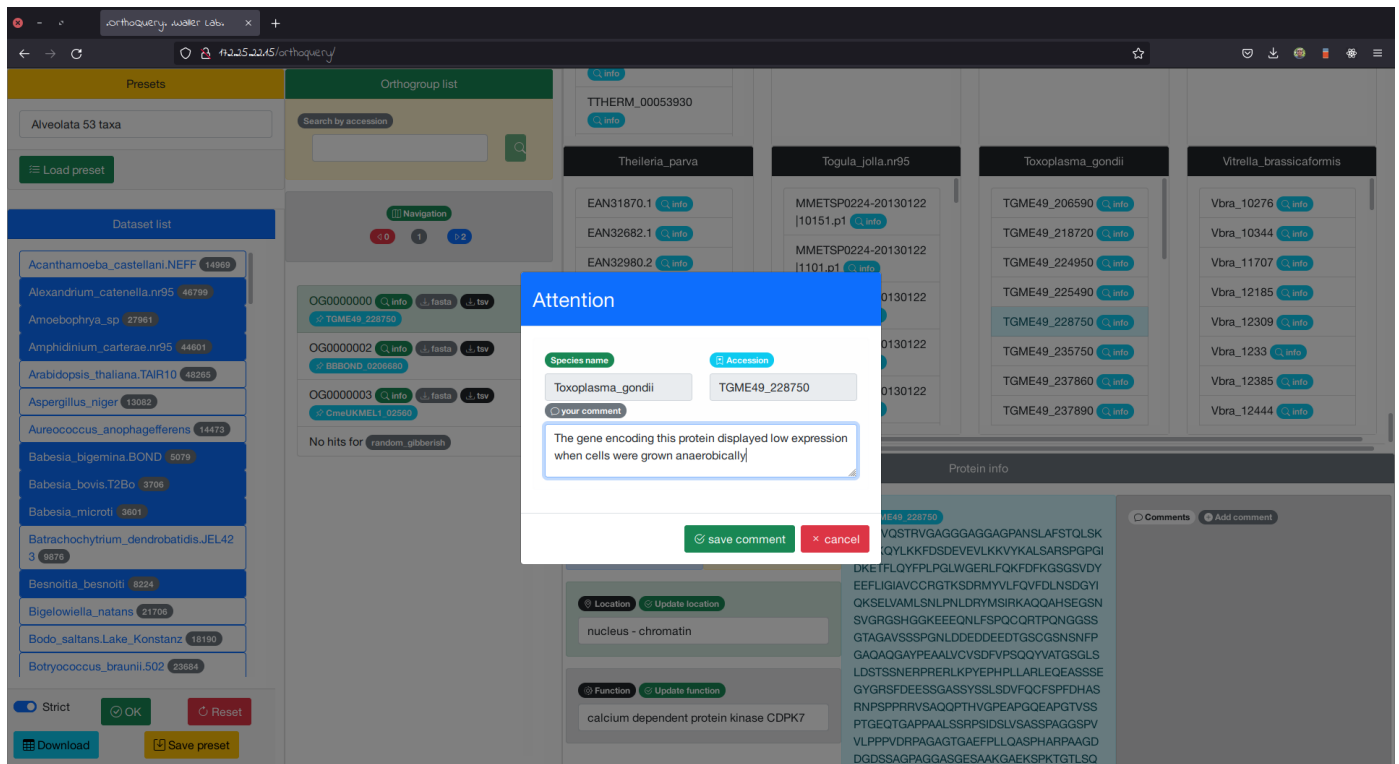 .orthoquery. .waller Lab.
172.25.22.15/orthoquery/
Presets
Alveolata 53 taxa
Load preset
Dataset list
Acanthamoeba_castellani.NEFF 14969
Alexandrium_catenella.nr95 46799
Amoebophrya_sp 27961
Amphidinium_carterae.nr95 44601
Arabidopsis_thaliana.TAIR10 48265
Aspergillus_niger 13082
Aureococcus_anophagefferens 14473
Babesia_bigemina.BOND 5079
Babesia_bovis.T2Bo 3706
Babesia_microti 3601
Batrachochytrium_dendrobatidis.JEL42
3 9876
Besnoitia_besnoiti 8224
Bigelowiella_natans 21706
Bodo_saltans.Lake_Konstanz 18190
Botryococcus_braunii.502 23684
Strict
OK
Reset
Download
Save preset
Orthogroup list
Search by accession
Navigation
0 1 2
OG0000000 info fasta tsv
TGME49_228750
OG0000002 info fasta tsv
BBBOND_0206680
OG0000003 info fasta tsv
CmeUKMEL1_02560
No hits for random_gibberish
info
TTHERM_00053930
info
Theileria_parva
EAN31870.1 info
EAN32682.1 info
EAN32980.2 info
Togula_jolla.nr95
MMETSP0224-20130122
|10151.p1 info
MMETSP0224-20130122
|1101.p1 info
0130122
0130122
0130122
Toxoplasma_gondii
TGME49_206590 info
TGME49_218720 info
TGME49_224950 info
TGME49_225490 info
TGME49_228750 info
TGME49_235750 info
TGME49_237860 info
TGME49_237890 info
Vitrella_brassicaformis
Vbra_10276 info
Vbra_10344 info
Vbra_11707 info
Vbra_12185 info
Vbra_12309 info
Vbra_1233 info
Vbra_12385 info
Vbra_12444 info
Attention
Species name
Toxoplasma_gondii
Accession
TGME49_228750
your comment
The gene encoding this protein displayed low expression
when cells were grown anaerobically
save comment
cancel
Protein info
Location Update location
nucleus - chromatin
Function Update function
calcium dependent protein kinase CDPK7
ME49_228750
VQSTRVGAGGGAGGAGPANSLAFSTQLSK
QYLKKFDSDEVEVLKKVYKALSARSPGPGI
DKETFLQYFPLPGLWGERLFQKFDFKGSGSVDY
EEFLIGIAVCCRGTKSDRMYVLFQVFDLNSDGYI
QKSELVAMLSNLPNLDRYMSIRKAQQAHSEGSN
SVGRGSHGGKEEEQNLFSPQCQRTPQNGGSS
GTAGAVSSSPGNLDDEDDEEDTGSCGSNSNFP
GAQAQGAYPEAALVCVSDFVPSQQYVATGSGLS
LDSTSSNERPRERLKPYEPHPLLARLEQEASSSE
GYGRSFDEESSGASSYSSLSDVFQCFSPFDHAS
RNPSPPRRVSAQQPTHVGPEAPGQEAPGTVSS
PTGEQTGAPPAALSSRPSIDSLVSASSPAGGSPV
VLPPPVDRPAGAGTGAEFPLLQASPHARPAAGD
DGDSSAGPAGGASGESAAKGAEKSPKTGTLSQ
Comments Add comment